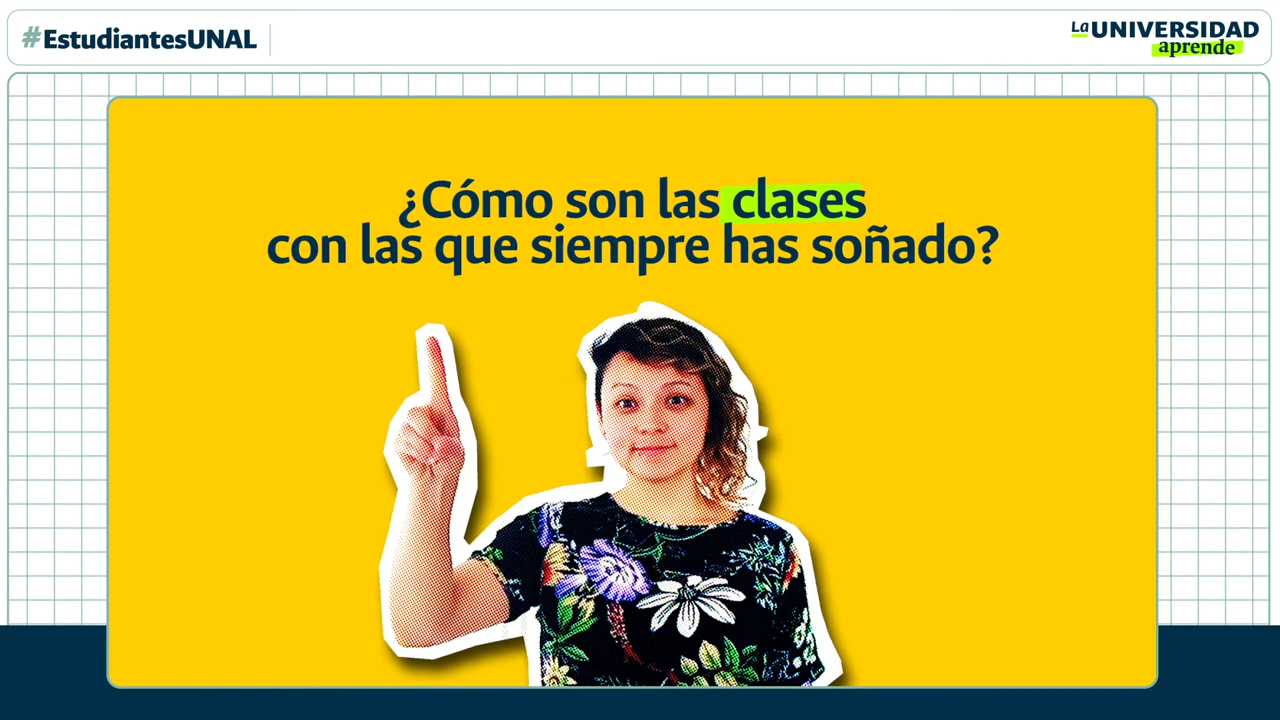 #EstudiantesUNAL
La UNIVERSIDAD
aprende
¿Cómo son las clases
con las que siempre has soñado?